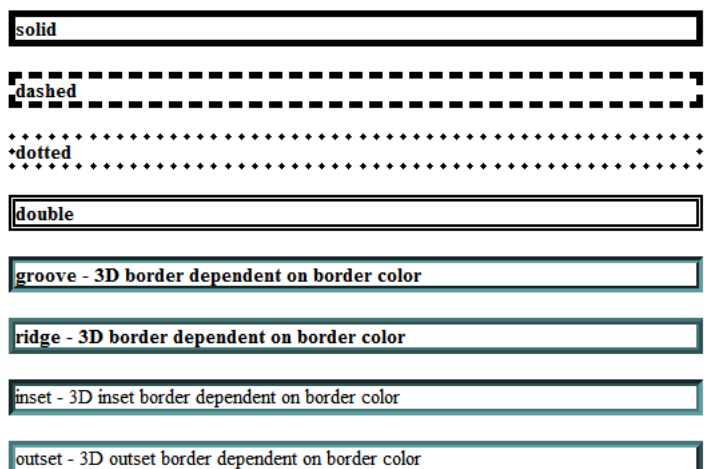 solid
dashed
dotted
double
groove - 3D border dependent on border color
ridge - 3D border dependent on border color
inset - 3D inset border dependent on border color
outset - 3D outset border dependent on border color